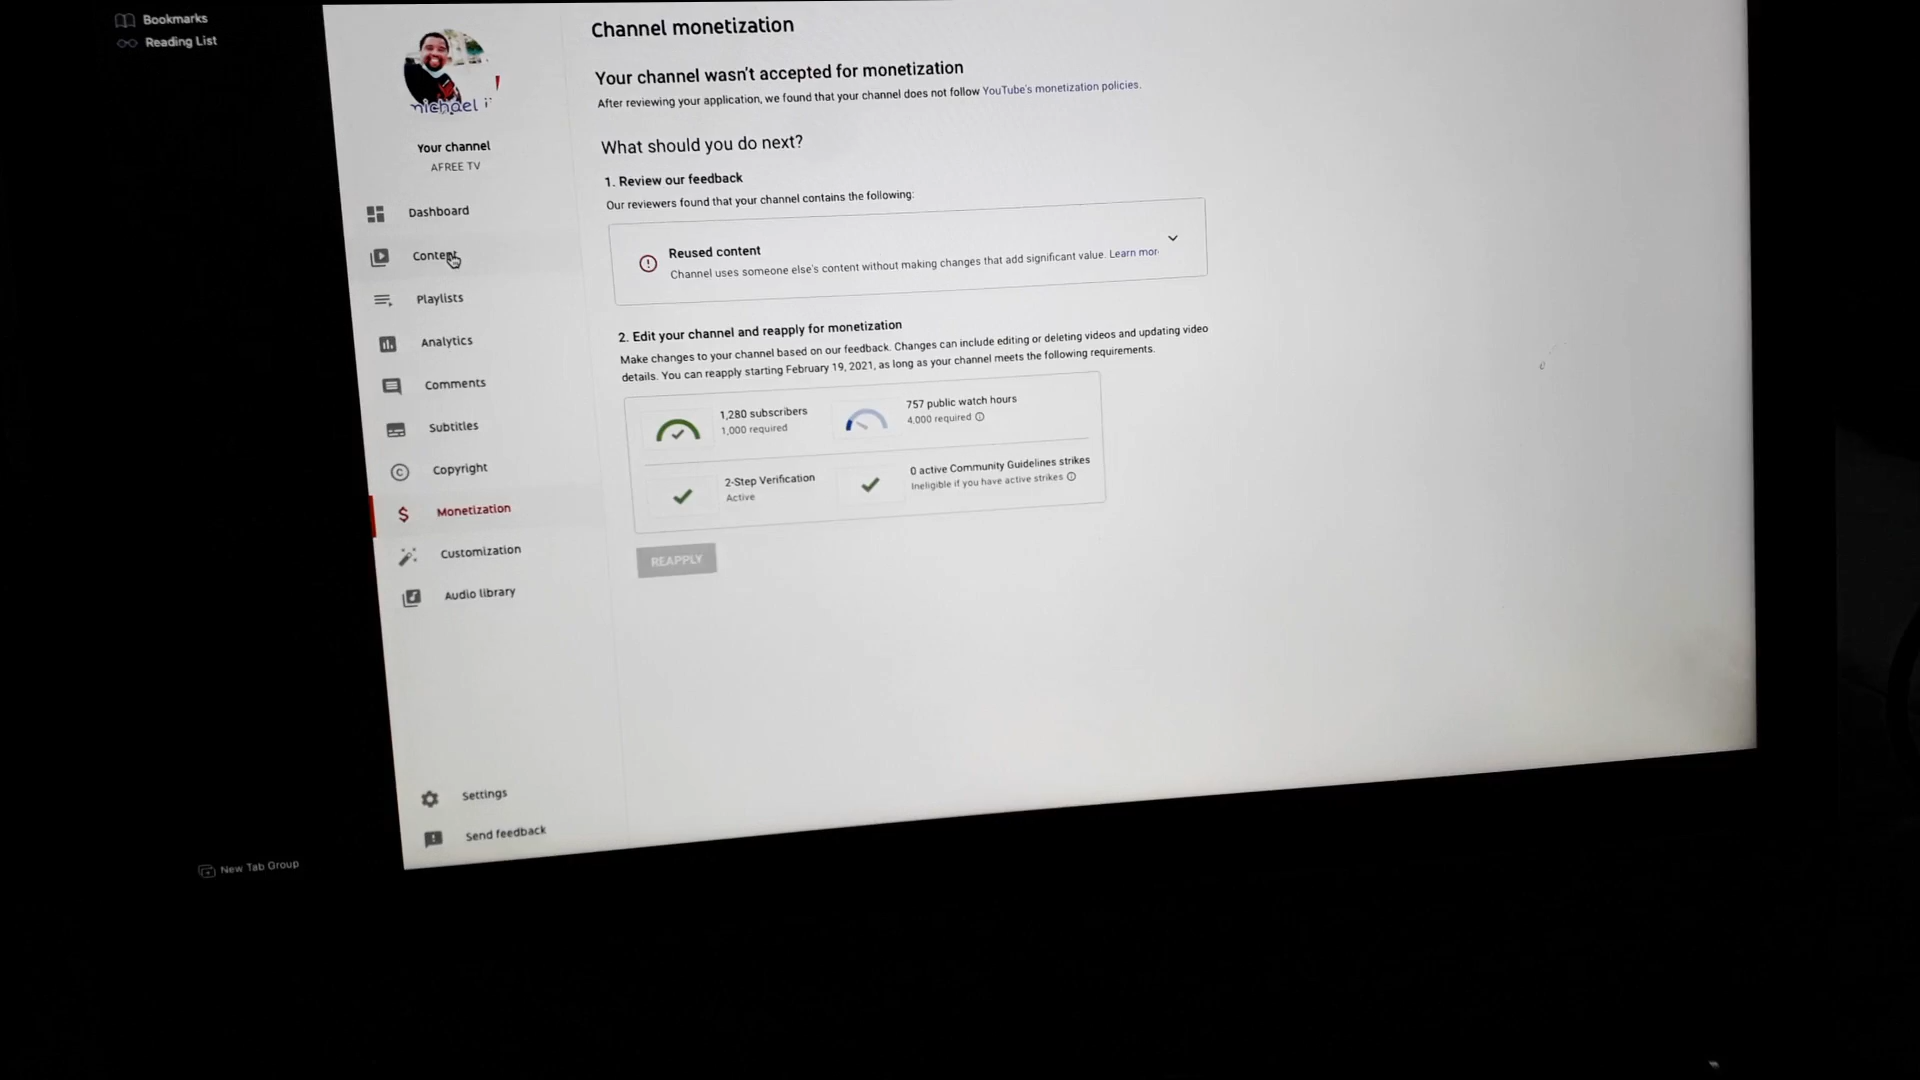 Bookmarks
Reading List
michael
Your channel
AFREE TV
Dashboard
Content
Playlists
Analytics
Comments
Subtitles
Copyright
Monetization
Customization
Audio library
Settings
Send feedback
New Tab Group
Channel monetization
Your channel wasn't accepted for monetization
After reviewing your application, we found that your channel does not follow YouTube's monetization policies.
What should you do next?
1. Review our feedback
Our reviewers found that your channel contains the following:
Reused content
Channel uses someone else's content without making changes that add significant value. Learn mor
2. Edit your channel and reapply for monetization
Make changes to your channel based on our feedback. Changes can include editing or deleting videos and updating video
details. You can reapply starting February 19, 2021, as long as your channel meets the following requirements.
1,280 subscribers
1,000 required
757 public watch hours
4,000 required
2-Step Verification
Active
0 active Community Guidelines strikes
Ineligible if you have active strikes
REAPPLY